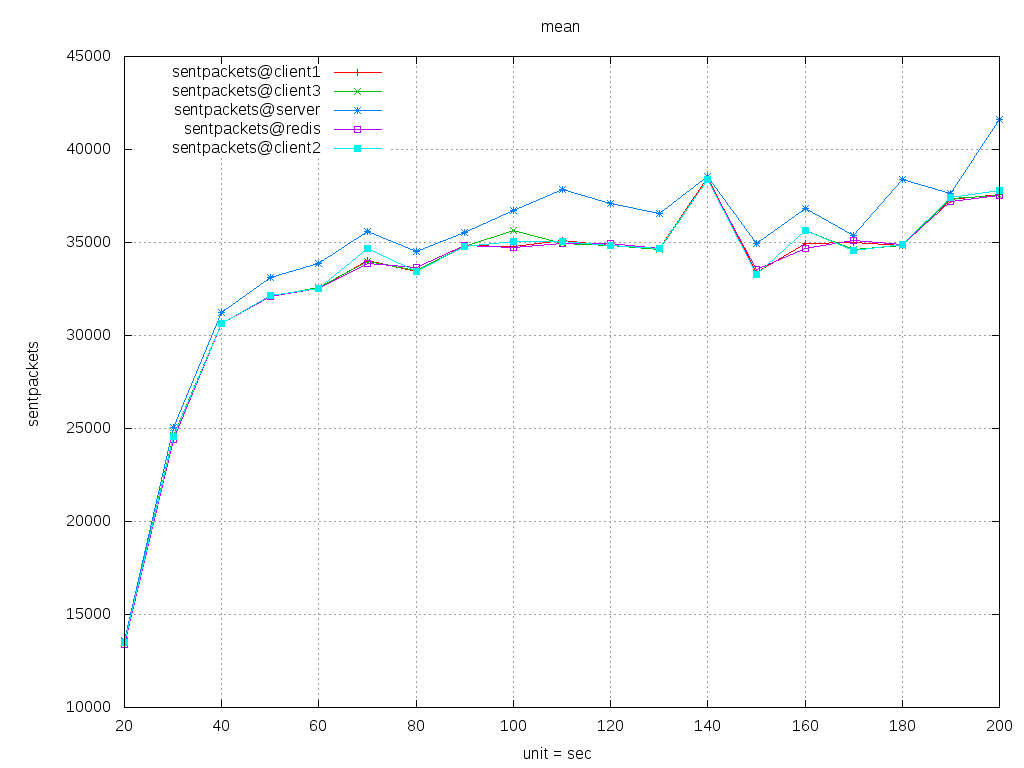 mean
45000
40000
35000
30000
25000
20000
15000
10000
sentpackets
sentpackets@client1
sentpackets@client3
sentpackets@server
sentpackets@redis
sentpackets@client2
20 40 60 80 100 120 140 160 180 200
unit = sec